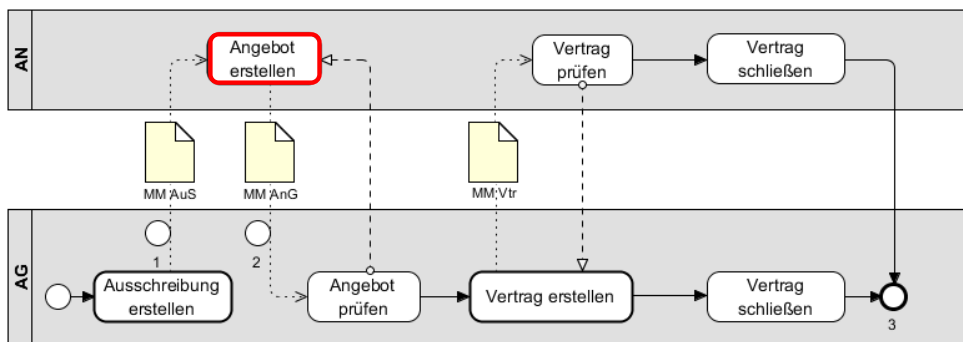 AN
Angebot
erstellen
Vertrag
prüfen
Vertrag
schließen
MM AuS
MM AnG
MM Vtr
AG
1
2
Ausschreibung
erstellen
Angebot
prüfen
Vertrag erstellen
Vertrag
schließen
3